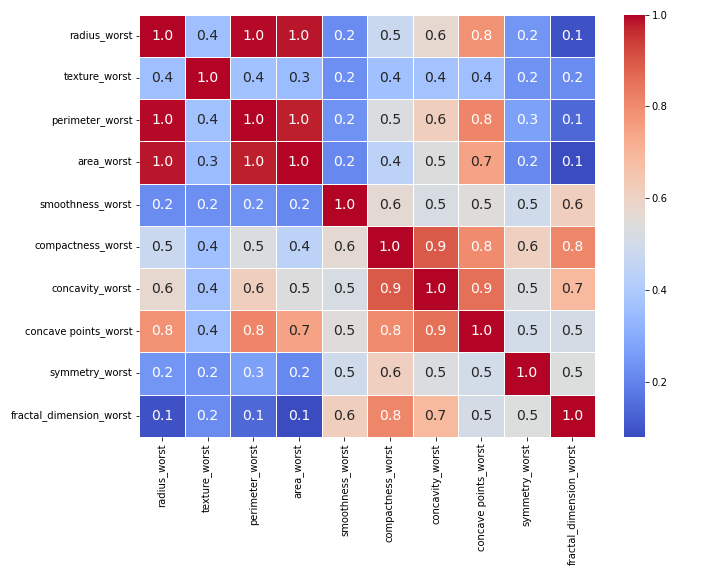 radius_worst 1.0 0.4 1.0 1.0 0.2 0.5 0.6 0.8 0.2 0.1
texture_worst 0.4 1.0 0.4 0.3 0.2 0.4 0.4 0.4 0.2 0.2
perimeter_worst 1.0 0.4 1.0 1.0 0.2 0.5 0.6 0.8 0.3 0.1
area_worst 1.0 0.3 1.0 1.0 0.2 0.4 0.5 0.7 0.2 0.1
smoothness_worst 0.2 0.2 0.2 0.2 1.0 0.6 0.5 0.5 0.5 0.6
compactness_worst 0.5 0.4 0.5 0.4 0.6 1.0 0.9 0.8 0.6 0.8
concavity_worst 0.6 0.4 0.6 0.5 0.5 0.9 1.0 0.9 0.5 0.7
concave points_worst 0.8 0.4 0.8 0.7 0.5 0.8 0.9 1.0 0.5 0.5
symmetry_worst 0.2 0.2 0.3 0.2 0.5 0.6 0.5 0.5 1.0 0.5
fractal_dimension_worst 0.1 0.2 0.1 0.1 0.6 0.8 0.7 0.5 0.5 1.0
radius_worst
texture_worst
perimeter_worst
area_worst
smoothness_worst
compactness_worst
concavity_worst
concave points_worst
symmetry_worst
fractal_dimension_worst
1.0
0.8
0.6
0.4
0.2